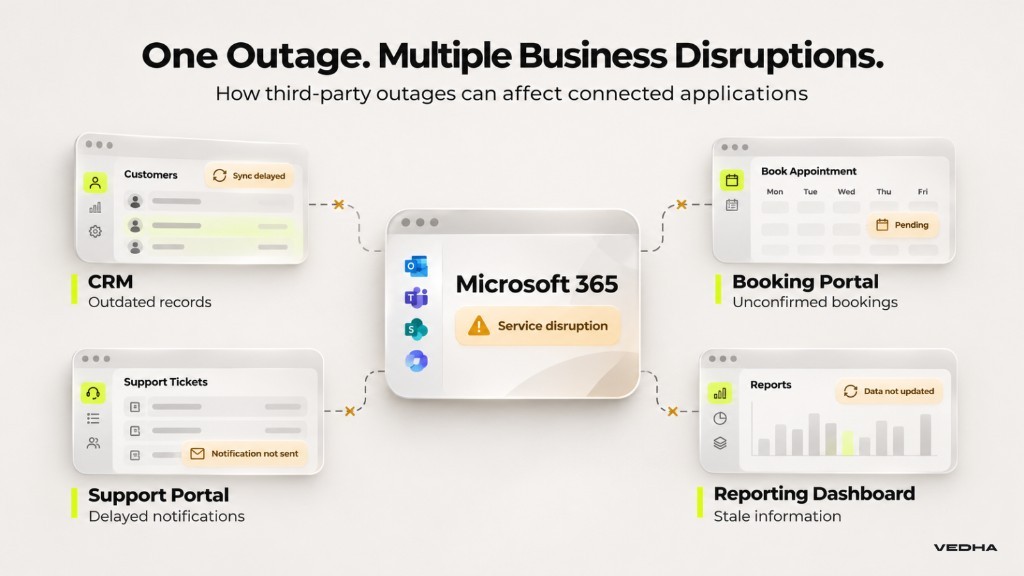 One Outage. Multiple Business Disruptions.
How third-party outages can affect connected applications
Customers
Sync delayed
CRM
Outdated records
Book Appointment
Mon Tue Wed Thu Fri
Pending
Booking Portal
Unconfirmed bookings
Microsoft 365
Service disruption
O
T
S
Support Tickets
Notification not sent
Support Portal
Delayed notifications
Reports
Data not updated
Reporting Dashboard
Stale information
VEDHA